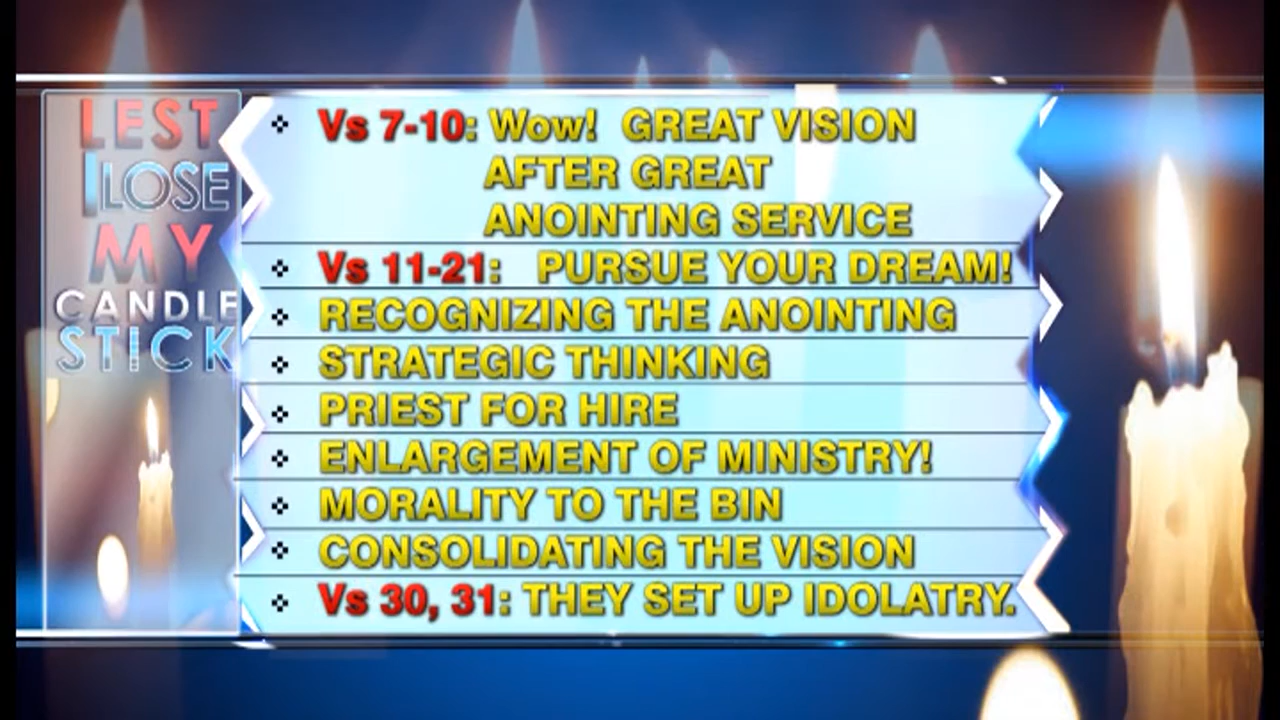 LEST
I LOSE
MY
CANDLE
STICK
Vs 7-10: Wow! GREAT VISION
AFTER GREAT
ANOINTING SERVICE
Vs 11-21: PURSUE YOUR DREAM!
RECOGNIZING THE ANOINTING
STRATEGIC THINKING
PRIEST FOR HIRE
ENLARGEMENT OF MINISTRY!
MORALITY TO THE BIN
CONSOLIDATING THE VISION
Vs 30, 31: THEY SET UP IDOLATRY.